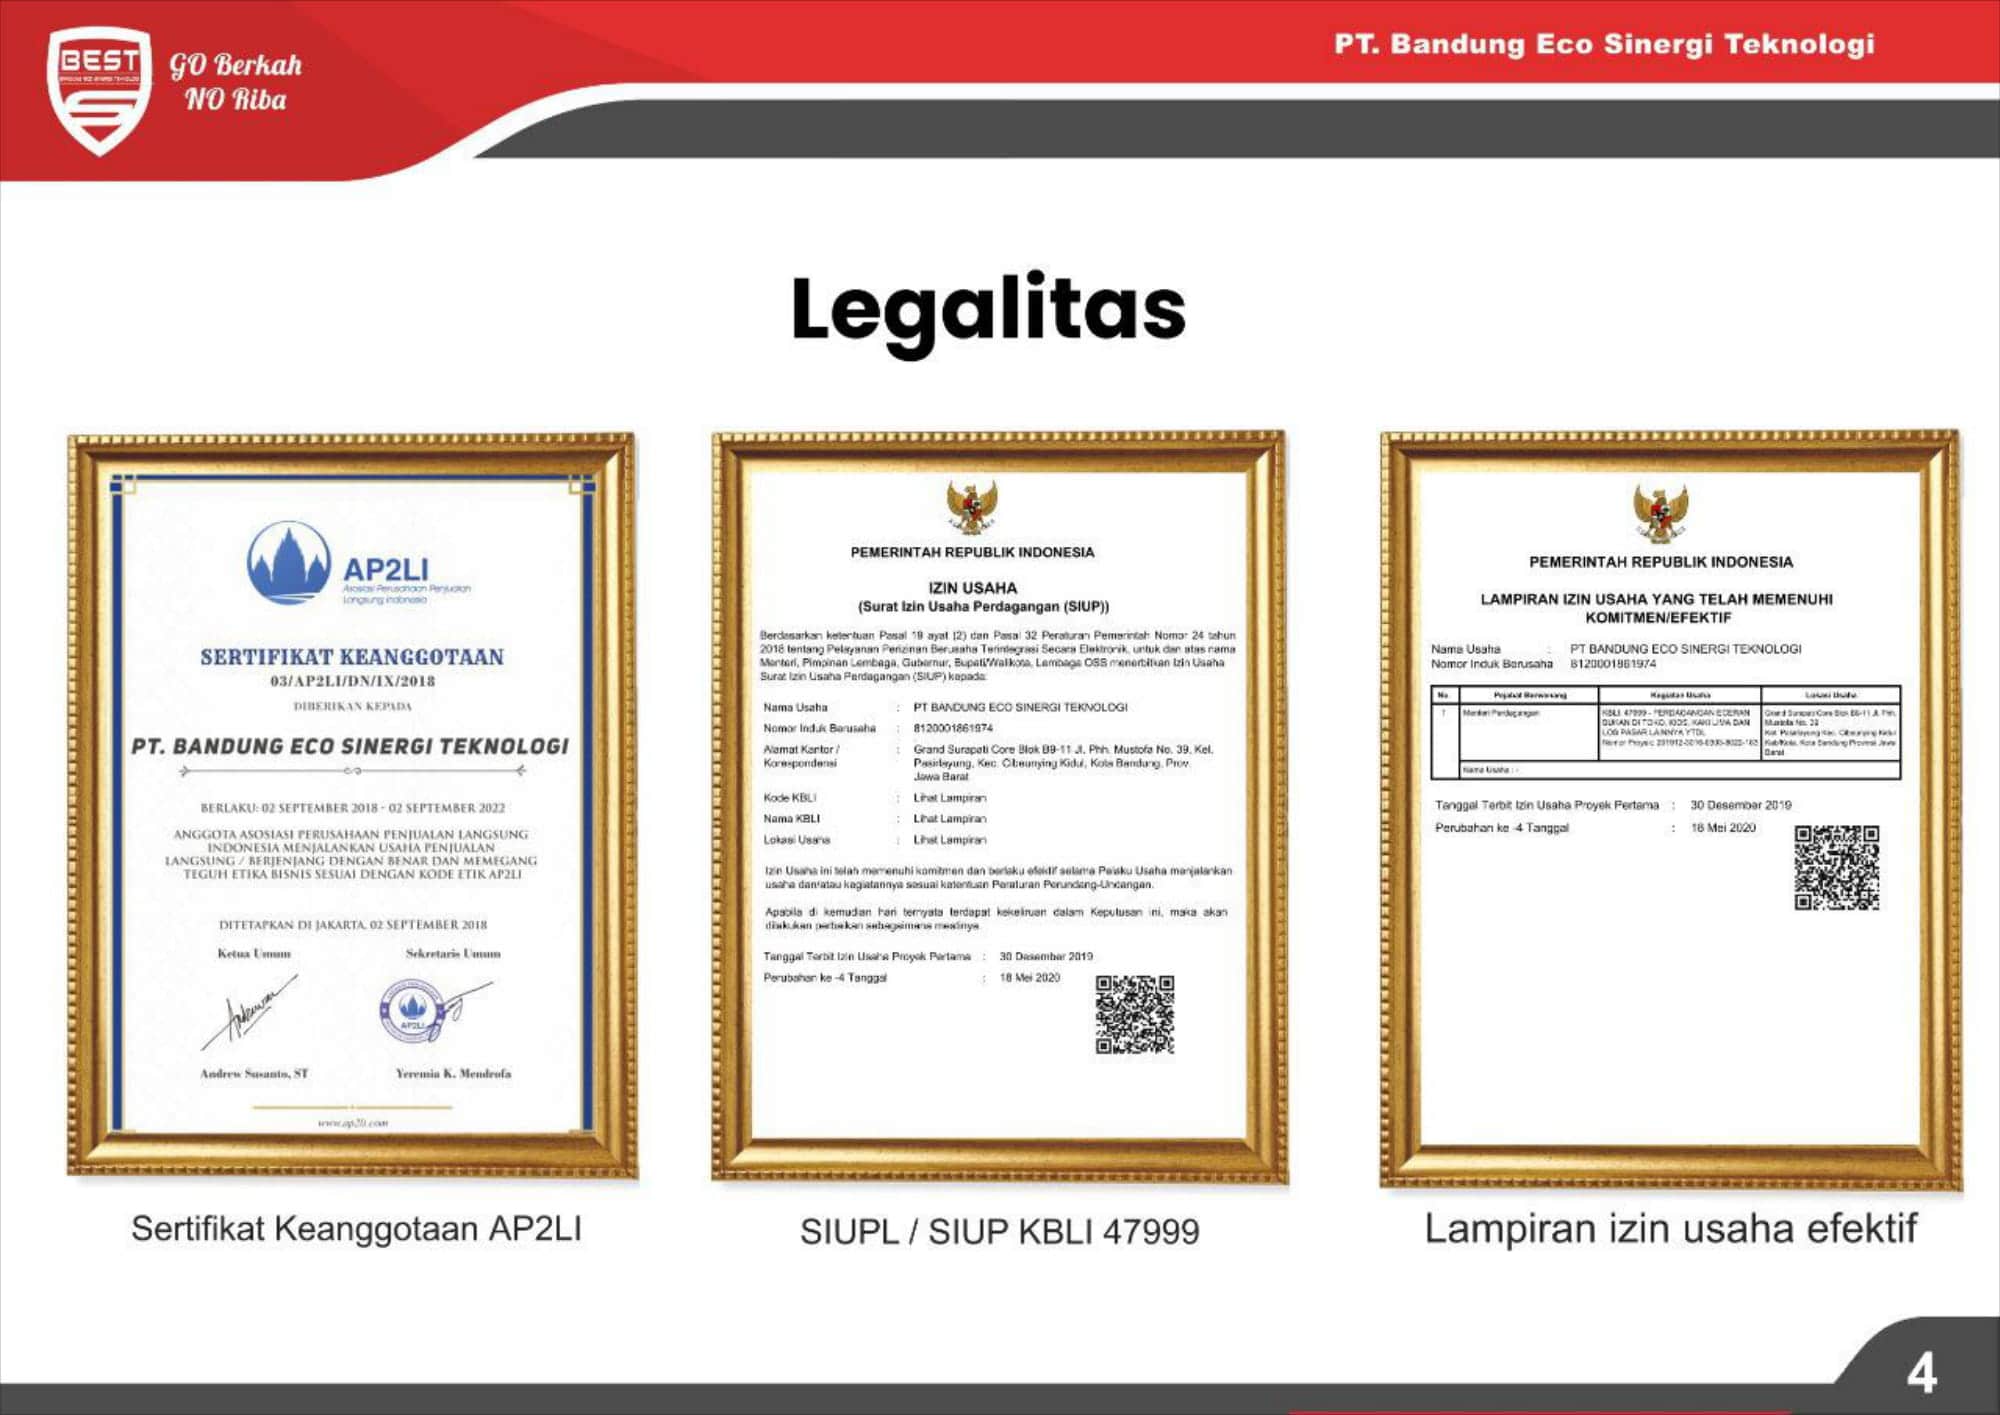 BEST
GO Berkah
NO Riba
PT. Bandung Eco Sinergi Teknologi
Legalitas
AP2LI
Asosiasi Perusahaan Penjualan
Langsung Indonesia
SERTIFIKAT KEANGGOTAAN
03/AP2LI/DN/IX/2018
DIBERIKAN KEPADA
PT. BANDUNG ECO SINERGI TEKNOLOGI
BERLAKU: 02 SEPTEMBER 2018 - 02 SEPTEMBER 2022
ANGGOTA ASOSIASI PERUSAHAAN PENJUALAN LANGSUNG
INDONESIA MENJALANKAN USAHA PENJUALAN
LANGSUNG / BERJENJANG DENGAN BENAR DAN MEMEGANG
TEGUH ETIKA BISNIS SESUAI DENGAN KODE ETIK AP2LI
DITETAPKAN DI JAKARTA, 02 SEPTEMBER 2018
Ketua Umum Sekretaris Umum
AP2LI
Andrew Susanto, ST Yeremia K. Mendrofa
www.ap2li.com
Sertifikat Keanggotaan AP2LI
PEMERINTAH REPUBLIK INDONESIA
IZIN USAHA
(Surat Izin Usaha Perdagangan (SIUP))
Berdasarkan ketentuan Pasal 19 ayat (2) dan Pasal 32 Peraturan Pemerintah Nomor 24 tahun
2018 tentang Pelayanan Perizinan Berusaha Terintegrasi Secara Elektronik, untuk dan atas nama
Menteri, Pimpinan Lembaga, Gubernur, Bupati/Walikota, Lembaga OSS menerbitkan Izin Usaha
Surat Izin Usaha Perdagangan (SIUP) kepada:
Nama Usaha : PT BANDUNG ECO SINERGI TEKNOLOGI
Nomor Induk Berusaha : 8120001861974
Alamat Kantor / : Grand Surapati Core Blok B9-11 Jl. Phh. Mustofa No. 39, Kel.
Korespondensi Pasirlayung, Kec. Cibeunying Kidul, Kota Bandung, Prov.
Jawa Barat
Kode KBLI : Lihat Lampiran
Nama KBLI : Lihat Lampiran
Lokasi Usaha : Lihat Lampiran
Izin Usaha ini telah memenuhi komitmen dan berlaku efektif selama Pelaku Usaha menjalankan
usaha dan/atau kegiatannya sesuai ketentuan Peraturan Perundang-Undangan.
Apabila di kemudian hari ternyata terdapat kekeliruan dalam Keputusan ini, maka akan
dilakukan perbaikan sebagaimana mestinya.
Tanggal Terbit Izin Usaha Proyek Pertama : 30 Desember 2019
Perubahan ke -4 Tanggal : 18 Mei 2020
SIUPL / SIUP KBLI 47999
PEMERINTAH REPUBLIK INDONESIA
LAMPIRAN IZIN USAHA YANG TELAH MEMENUHI
KOMITMEN/EFEKTIF
Nama Usaha : PT BANDUNG ECO SINERGI TEKNOLOGI
Nomor Induk Berusaha 8120001861974
No. Pejabat Berwenang Kegiatan Usaha Lokasi Usaha
1 Menteri Perdagangan KBLI: 47999 - PERDAGANGAN ECERAN Grand Surapati Core Blok B9-11 Jl. Phh.
BUKAN DI TOKO, KIOS, KAKI LIMA DAN Mustofa No. 39
LOS PASAR LAINNYA YTDL Kel. Pasirlayung Kec. Cibeunying Kidul
Nomor Proyek: Kab/Kota. Kota Bandung Provinsi Jawa
Barat
Nama Usaha : -
Tanggal Terbit Izin Usaha Proyek Pertama : 30 Desember 2019
Perubahan ke -4 Tanggal : 18 Mei 2020
Lampiran izin usaha efektif
4